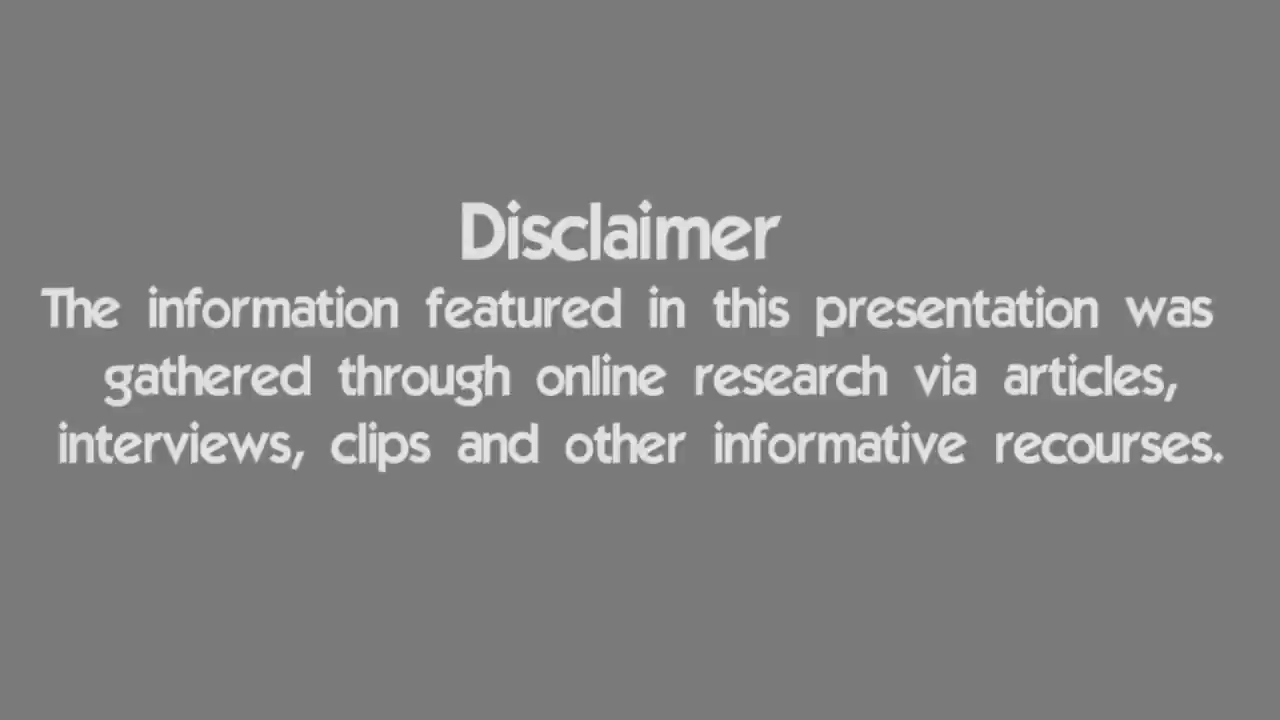 Disclaimer
The information featured in this presentation was
gathered through online research via articles,
interviews, clips and other informative recourses.